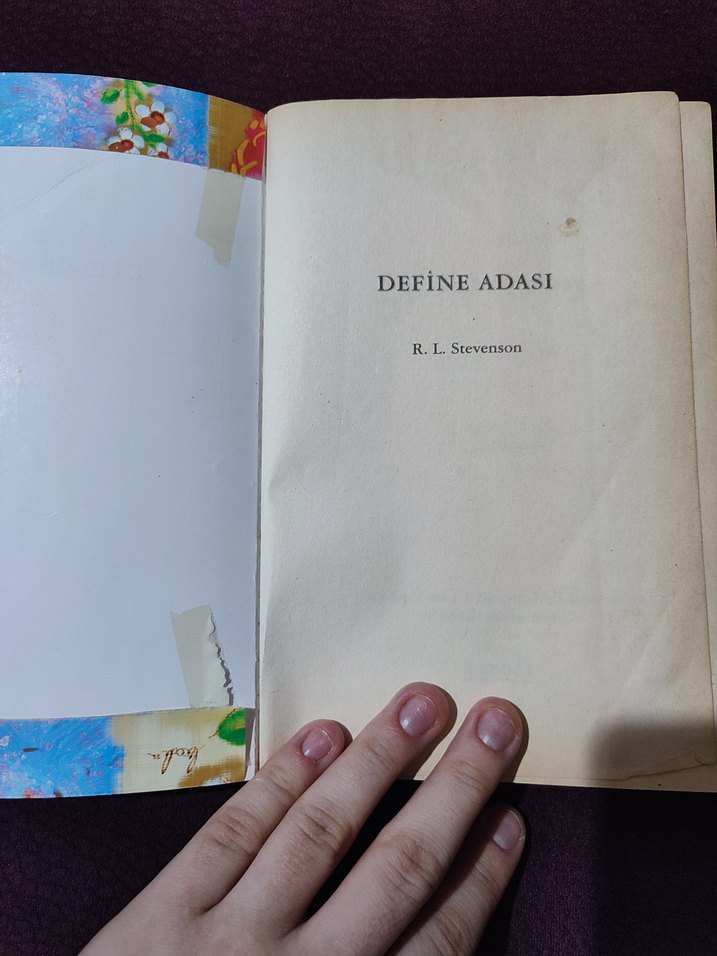 DEFİNE ADASI
R. L. Stevenson